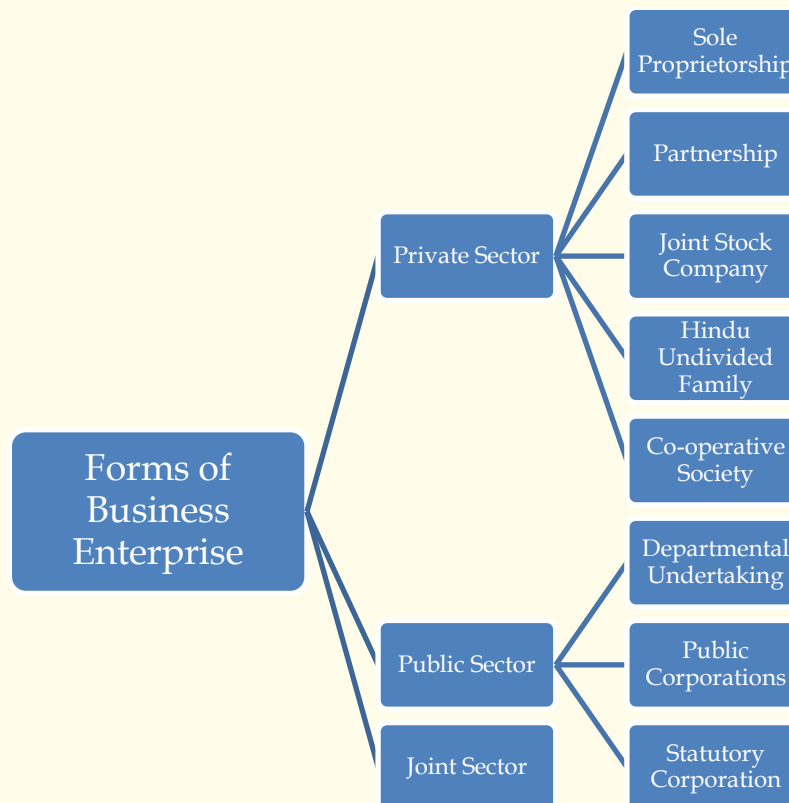 Forms of
Business
Enterprise
Private Sector
Sole
Proprietorship
Partnership
Joint Stock
Company
Hindu
Undivided
Family
Co-operative
Society
Public Sector
Departmental
Undertaking
Public
Corporations
Statutory
Corporation
Joint Sector